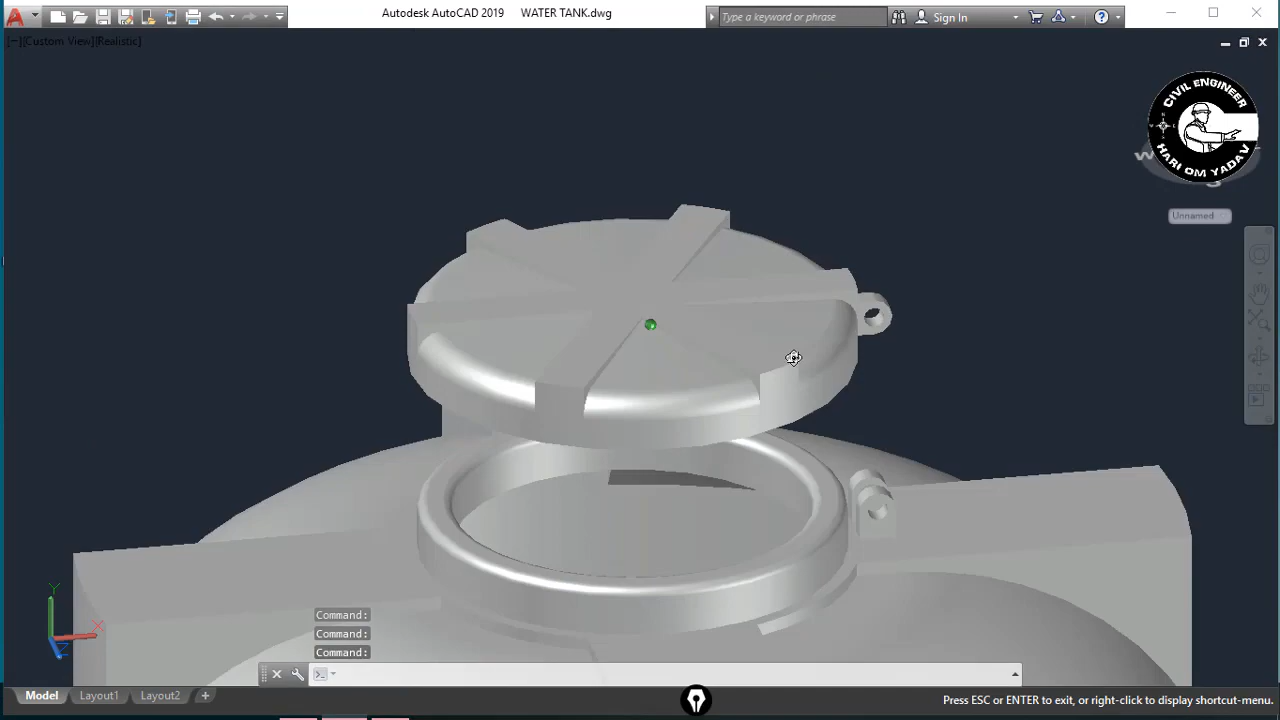 Autodesk AutoCAD 2019 WATER TANK.dwg
Type a keyword or phrase
Sign In
[−][Custom View][Realistic]
CIVIL ENGINEER
HARI OM YADAV
W
S
Unnamed
Y
X
Z
Command:
Command:
Command:
Model Layout1 Layout2 +
Press ESC or ENTER to exit, or right-click to display shortcut-menu.